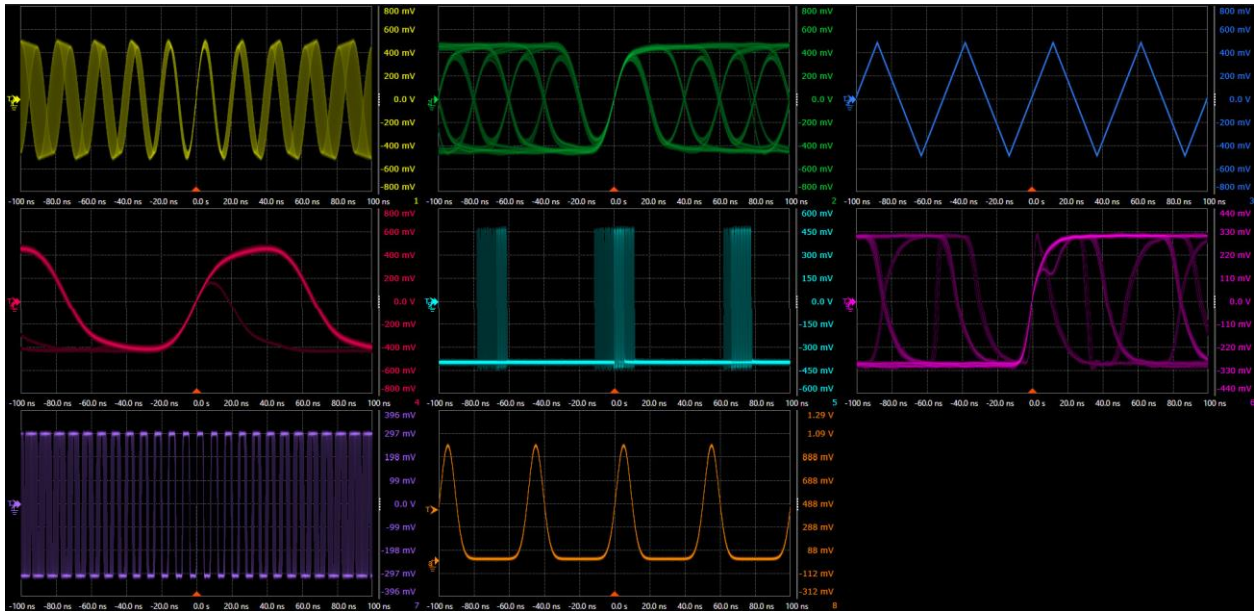 800 mV
600 mV
400 mV
200 mV
0.0 V
-200 mV
-400 mV
-600 mV
-800 mV
-100 ns -80.0 ns -60.0 ns -40.0 ns -20.0 ns 0.0 s 20.0 ns 40.0 ns 60.0 ns 80.0 ns 100 ns
1
800 mV
600 mV
400 mV
200 mV
0.0 V
-200 mV
-400 mV
-600 mV
-800 mV
-100 ns -80.0 ns -60.0 ns -40.0 ns -20.0 ns 0.0 s 20.0 ns 40.0 ns 60.0 ns 80.0 ns 100 ns
2
800 mV
600 mV
400 mV
200 mV
0.0 V
-200 mV
-400 mV
-600 mV
-800 mV
-100 ns -80.0 ns -60.0 ns -40.0 ns -20.0 ns 0.0 s 20.0 ns 40.0 ns 60.0 ns 80.0 ns 100 ns
3
800 mV
600 mV
400 mV
200 mV
0.0 V
-200 mV
-400 mV
-600 mV
-800 mV
-100 ns -80.0 ns -60.0 ns -40.0 ns -20.0 ns 0.0 s 20.0 ns 40.0 ns 60.0 ns 80.0 ns 100 ns
4
600 mV
450 mV
300 mV
150 mV
0.0 V
-150 mV
-300 mV
-450 mV
-600 mV
-100 ns -80.0 ns -60.0 ns -40.0 ns -20.0 ns 0.0 s 20.0 ns 40.0 ns 60.0 ns 80.0 ns 100 ns
5
440 mV
330 mV
220 mV
110 mV
0.0 V
-110 mV
-220 mV
-330 mV
-440 mV
-100 ns -80.0 ns -60.0 ns -40.0 ns -20.0 ns 0.0 s 20.0 ns 40.0 ns 60.0 ns 80.0 ns 100 ns
6
396 mV
297 mV
198 mV
99 mV
0.0 V
-99 mV
-198 mV
-297 mV
-396 mV
-100 ns -80.0 ns -60.0 ns -40.0 ns -20.0 ns 0.0 s 20.0 ns 40.0 ns 60.0 ns 80.0 ns 100 ns
7
1.29 V
1.09 V
888 mV
688 mV
488 mV
288 mV
88 mV
-112 mV
-312 mV
T
-100 ns -80.0 ns -60.0 ns -40.0 ns -20.0 ns 0.0 s 20.0 ns 40.0 ns 60.0 ns 80.0 ns 100 ns
8